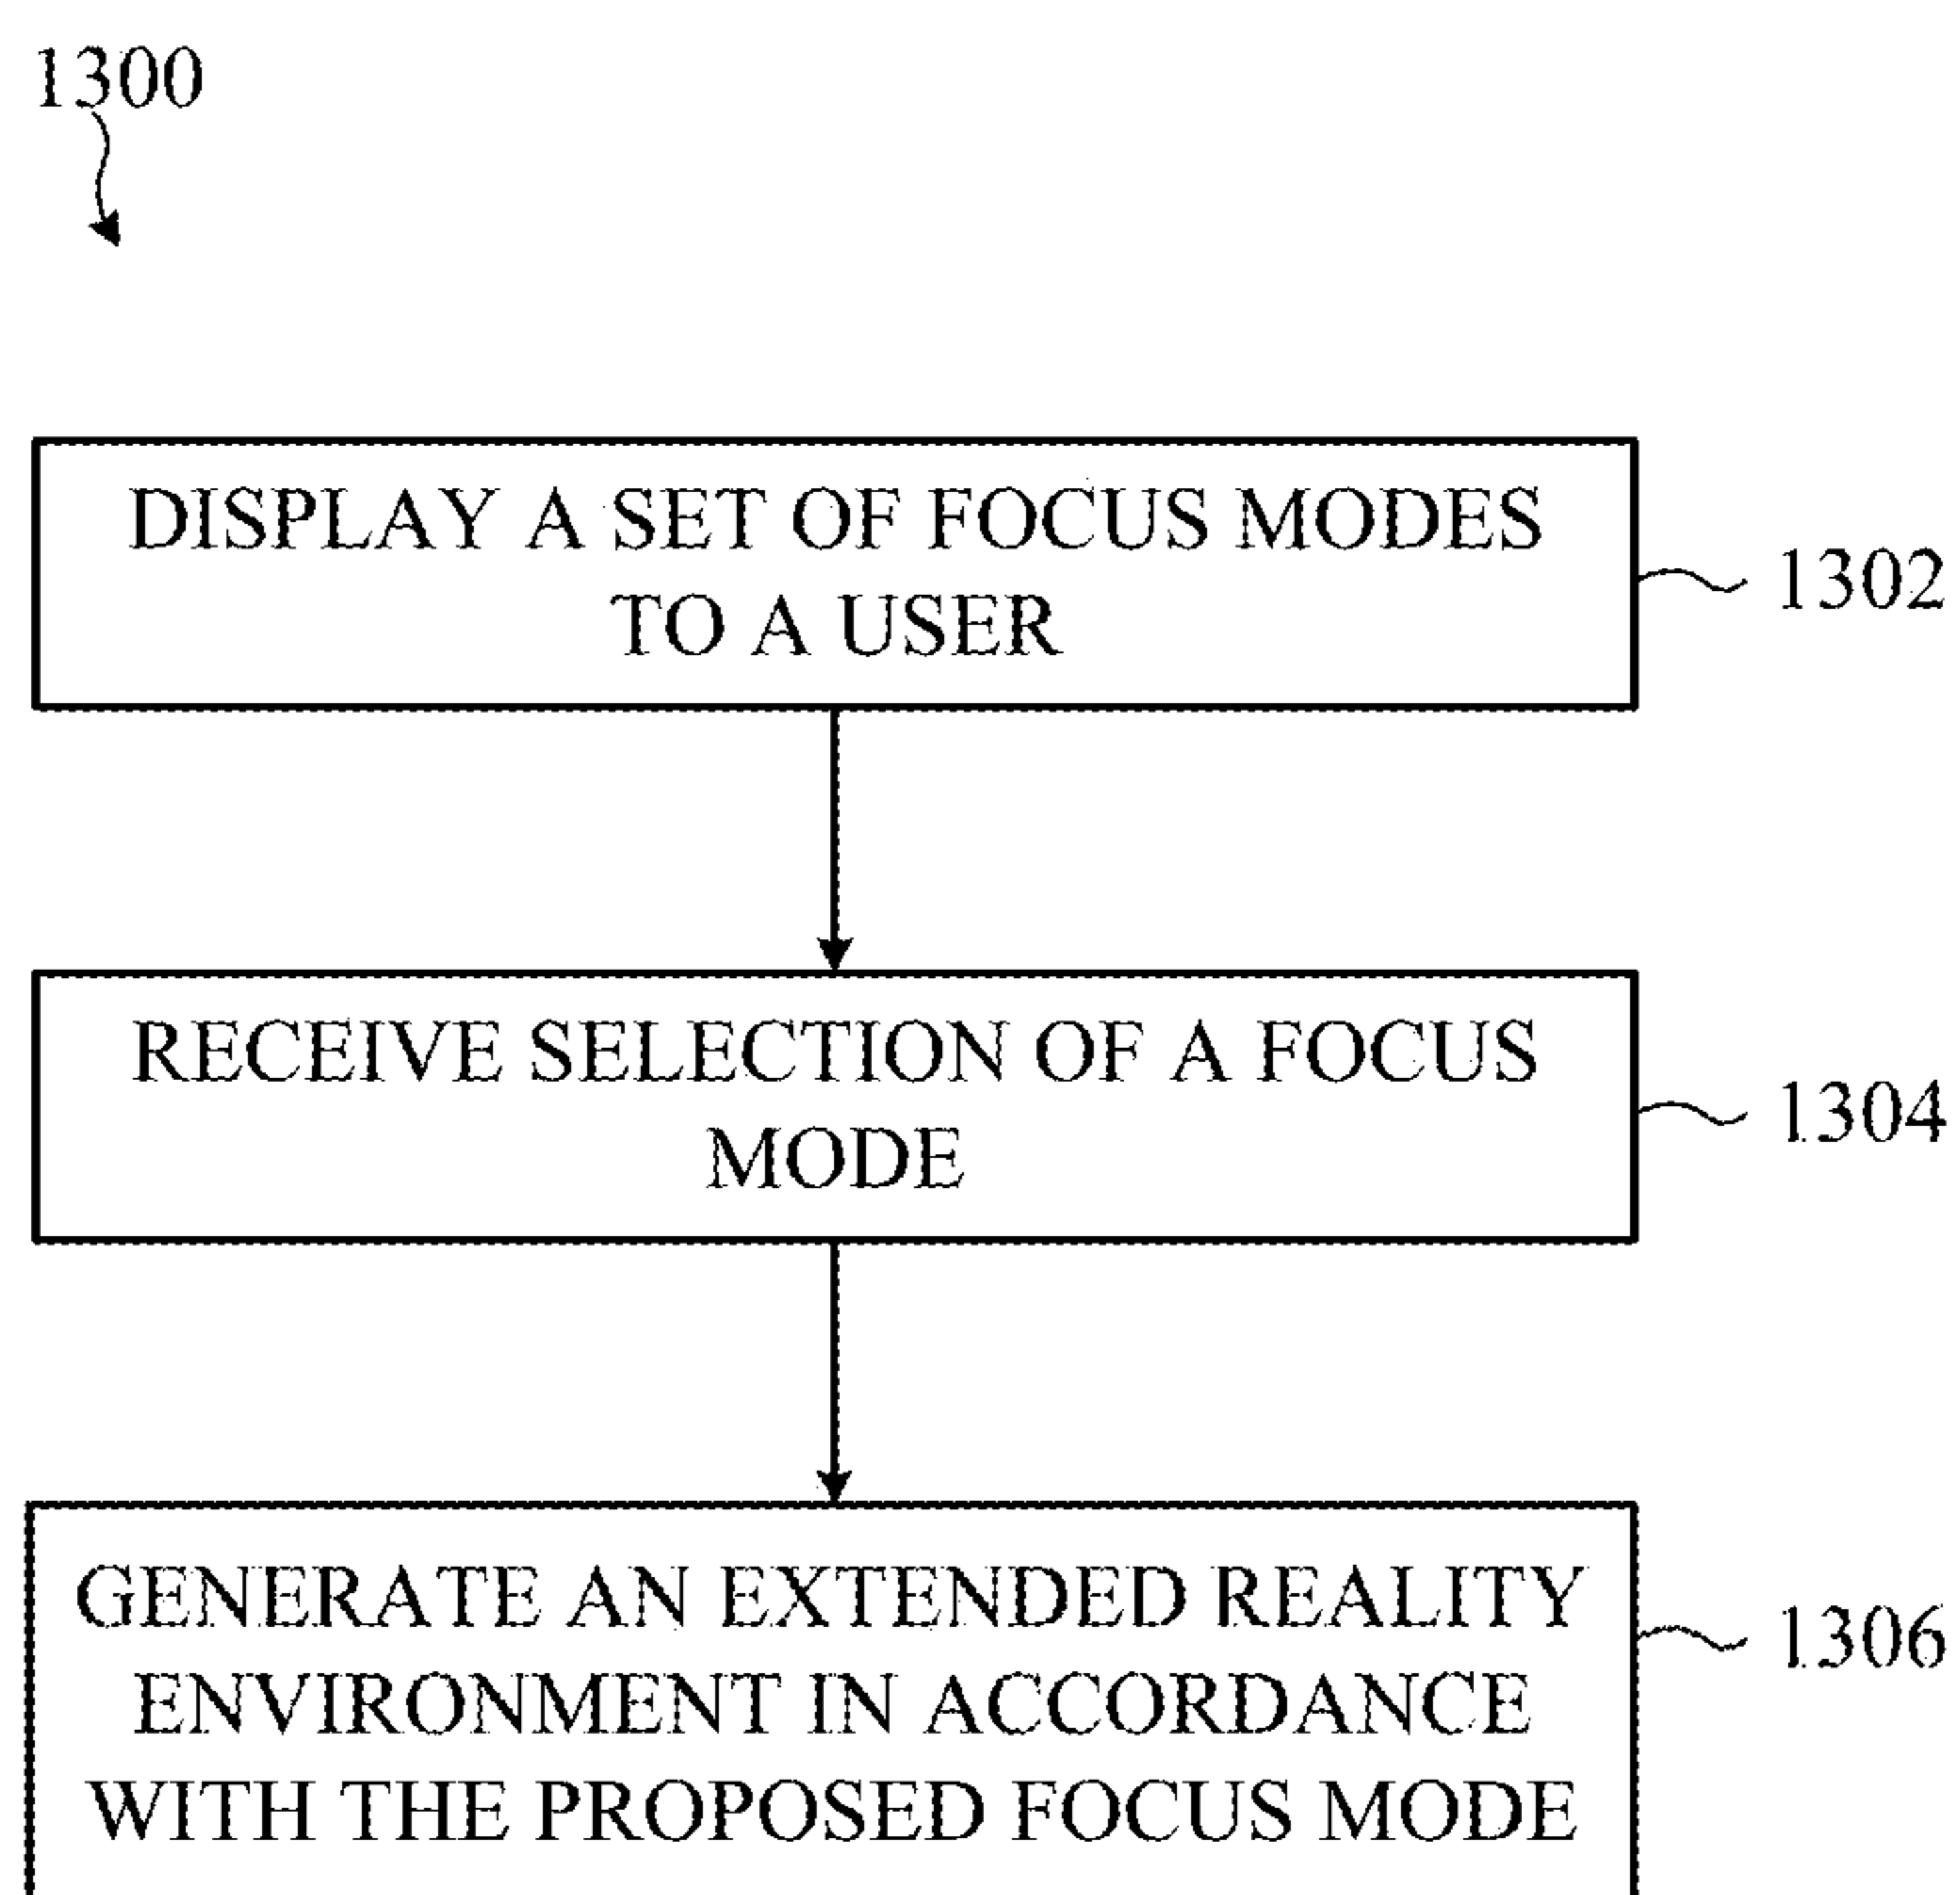 1300
DISPLAY A SET OF FOCUS MODES
TO A USER
1302
RECEIVE SELECTION OF A FOCUS
MODE
1304
GENERATE AN EXTENDED REALITY
ENVIRONMENT IN ACCORDANCE
WITH THE PROPOSED FOCUS MODE
1306